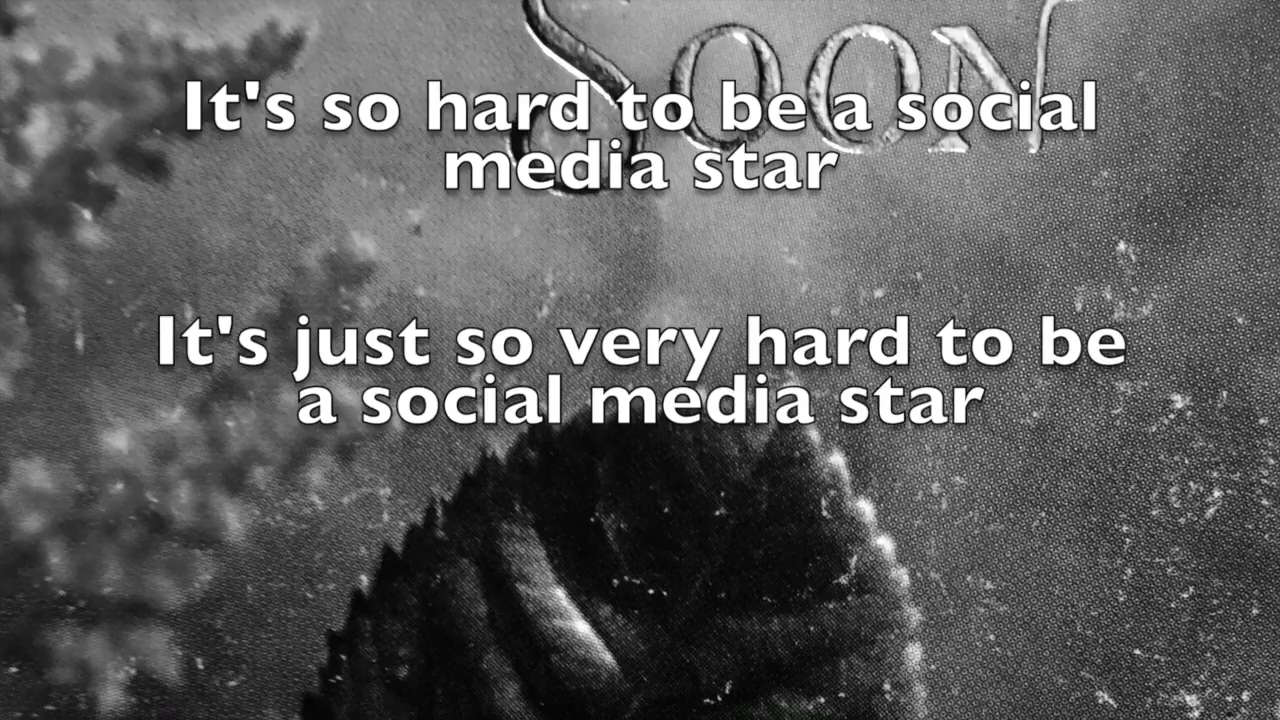 SOON
It's so hard to be a social
media star
It's just so very hard to be
a social media star